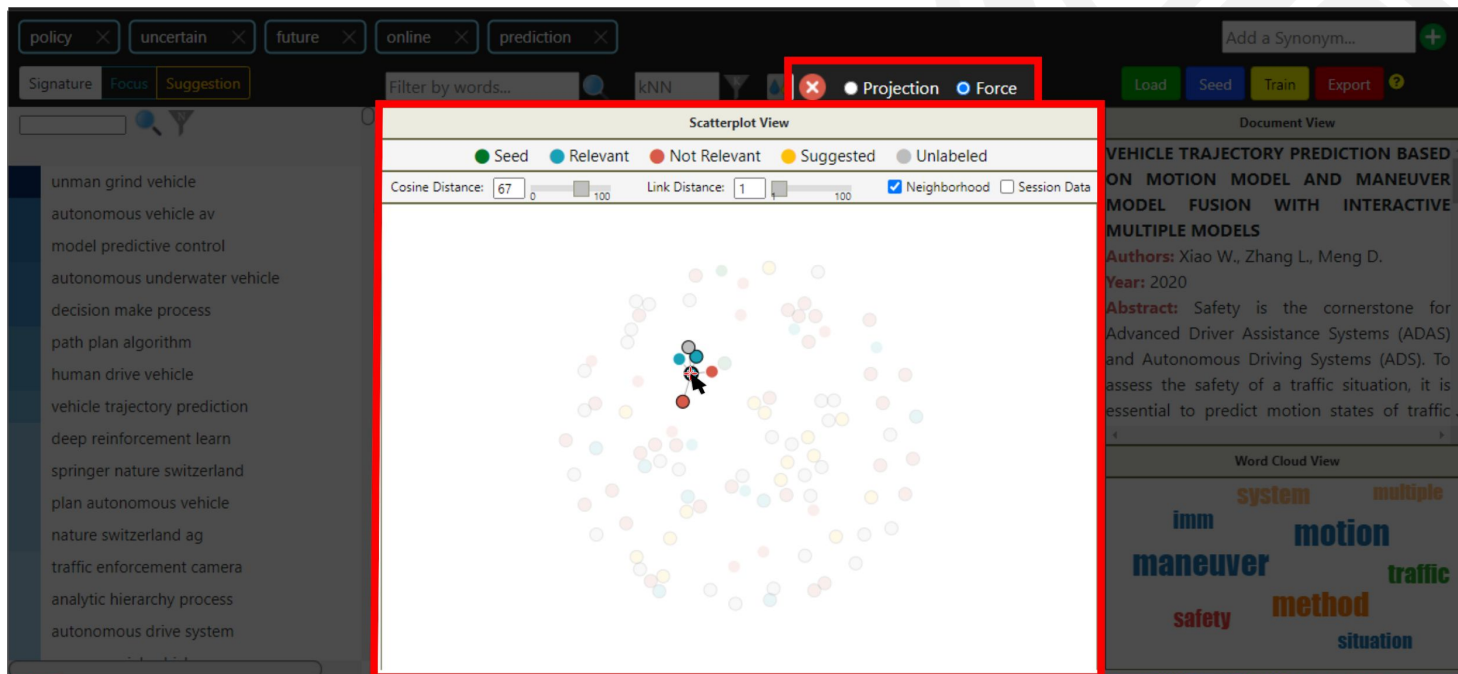 policy uncertain future online prediction Add a Synonym...
Signature Focus Suggestion Filter by words... kNN Projection Force Load Seed Train Export ?
unman grind vehicle
autonomous vehicle av
model predictive control
autonomous underwater vehicle
decision make process
path plan algorithm
human drive vehicle
vehicle trajectory prediction
deep reinforcement learn
springer nature switzerland
plan autonomous vehicle
nature switzerland ag
traffic enforcement camera
analytic hierarchy process
autonomous drive system
Scatterplot View
Seed Relevant Not Relevant Suggested Unlabeled
Cosine Distance: 67 0 100 Link Distance: 1 1 100 Neighborhood Session Data
Document View
VEHICLE TRAJECTORY PREDICTION BASED
ON MOTION MODEL AND MANEUVER
MODEL FUSION WITH INTERACTIVE
MULTIPLE MODELS
Authors: Xiao W., Zhang L., Meng D.
Year: 2020
Abstract: Safety is the cornerstone for
Advanced Driver Assistance Systems (ADAS)
and Autonomous Driving Systems (ADS). To
assess the safety of a traffic situation, it is
essential to predict motion states of traffic
Word Cloud View
system multiple
imm motion
maneuver traffic
safety method
situation